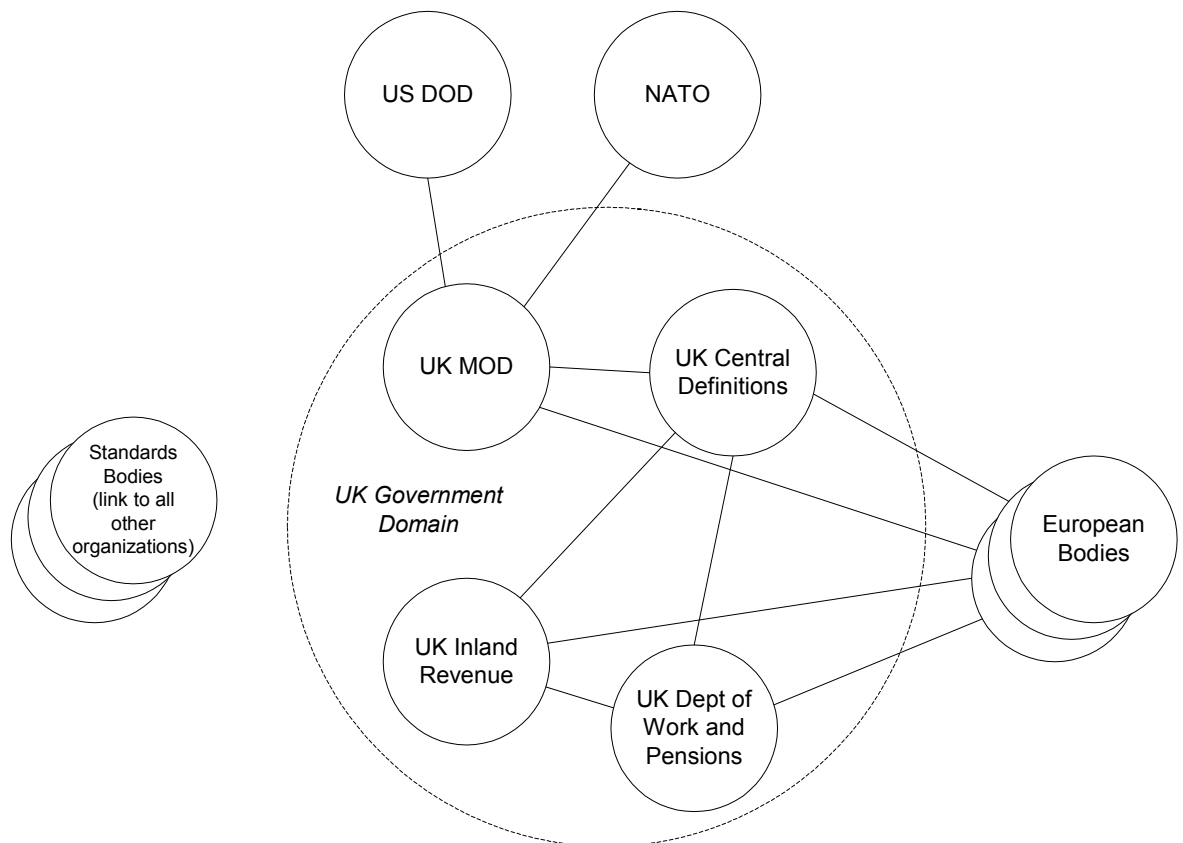 US DOD
NATO
UK MOD
UK Central
Definitions
Standards
Bodies
(link to all
other
organizations)
UK Government
Domain
European
Bodies
UK Inland
Revenue
UK Dept of
Work and
Pensions